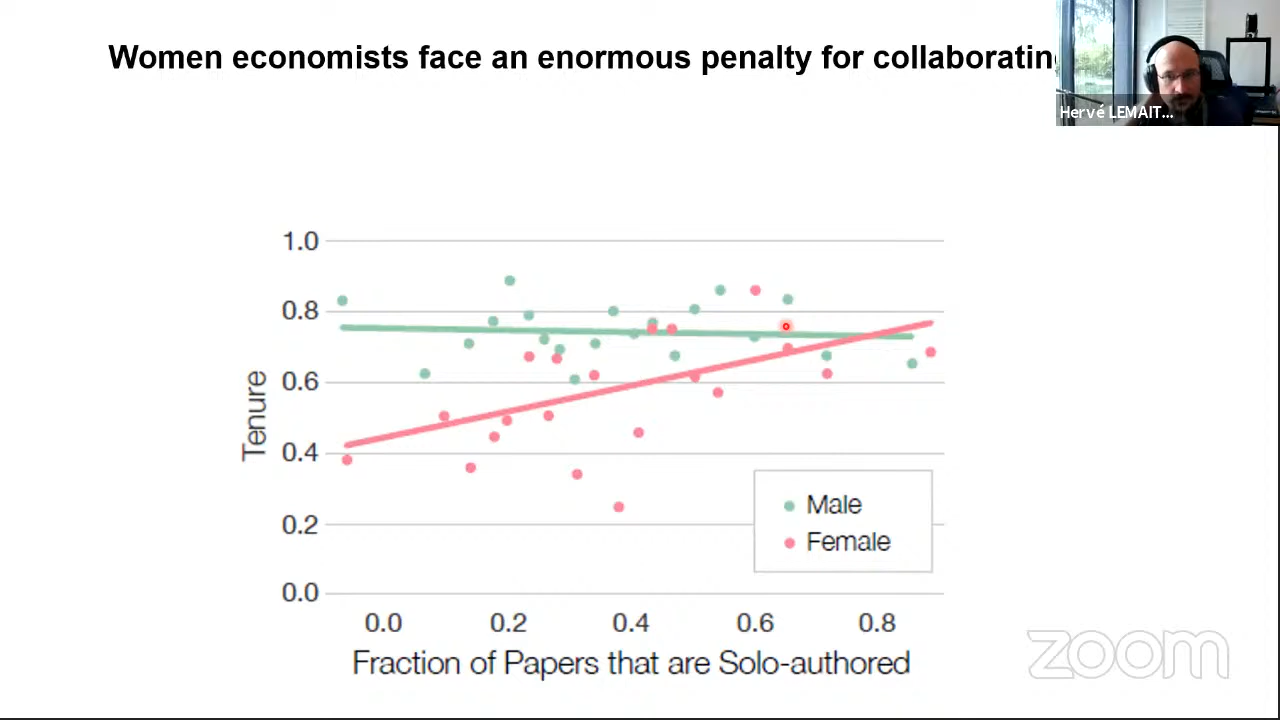 Women economists face an enormous penalty for collaborating
Hervé LEMAIT...
1.0
0.8
0.6
0.4
0.2
0.0
Tenure
Male
Female
0.0 0.2 0.4 0.6 0.8
Fraction of Papers that are Solo-authored
zoom